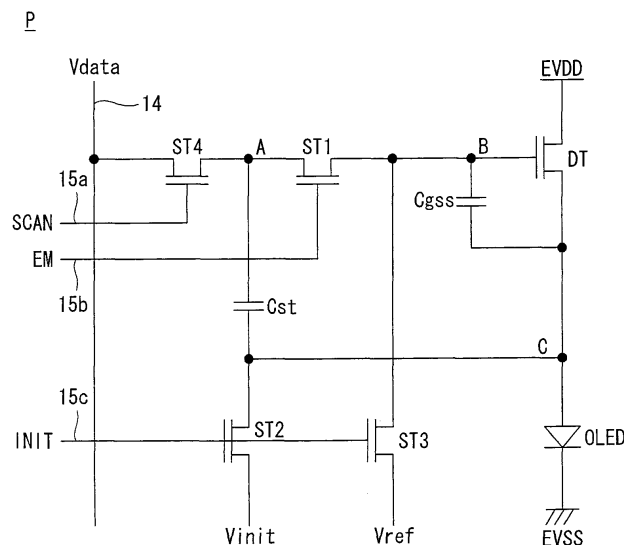 P
Vdata
EVDD
14
ST4
A
ST1
B
DT
15a
Cgss
SCAN
EM
15b
Cst
C
15c
INIT
ST2
ST3
OLED
Vinit
Vref
EVSS